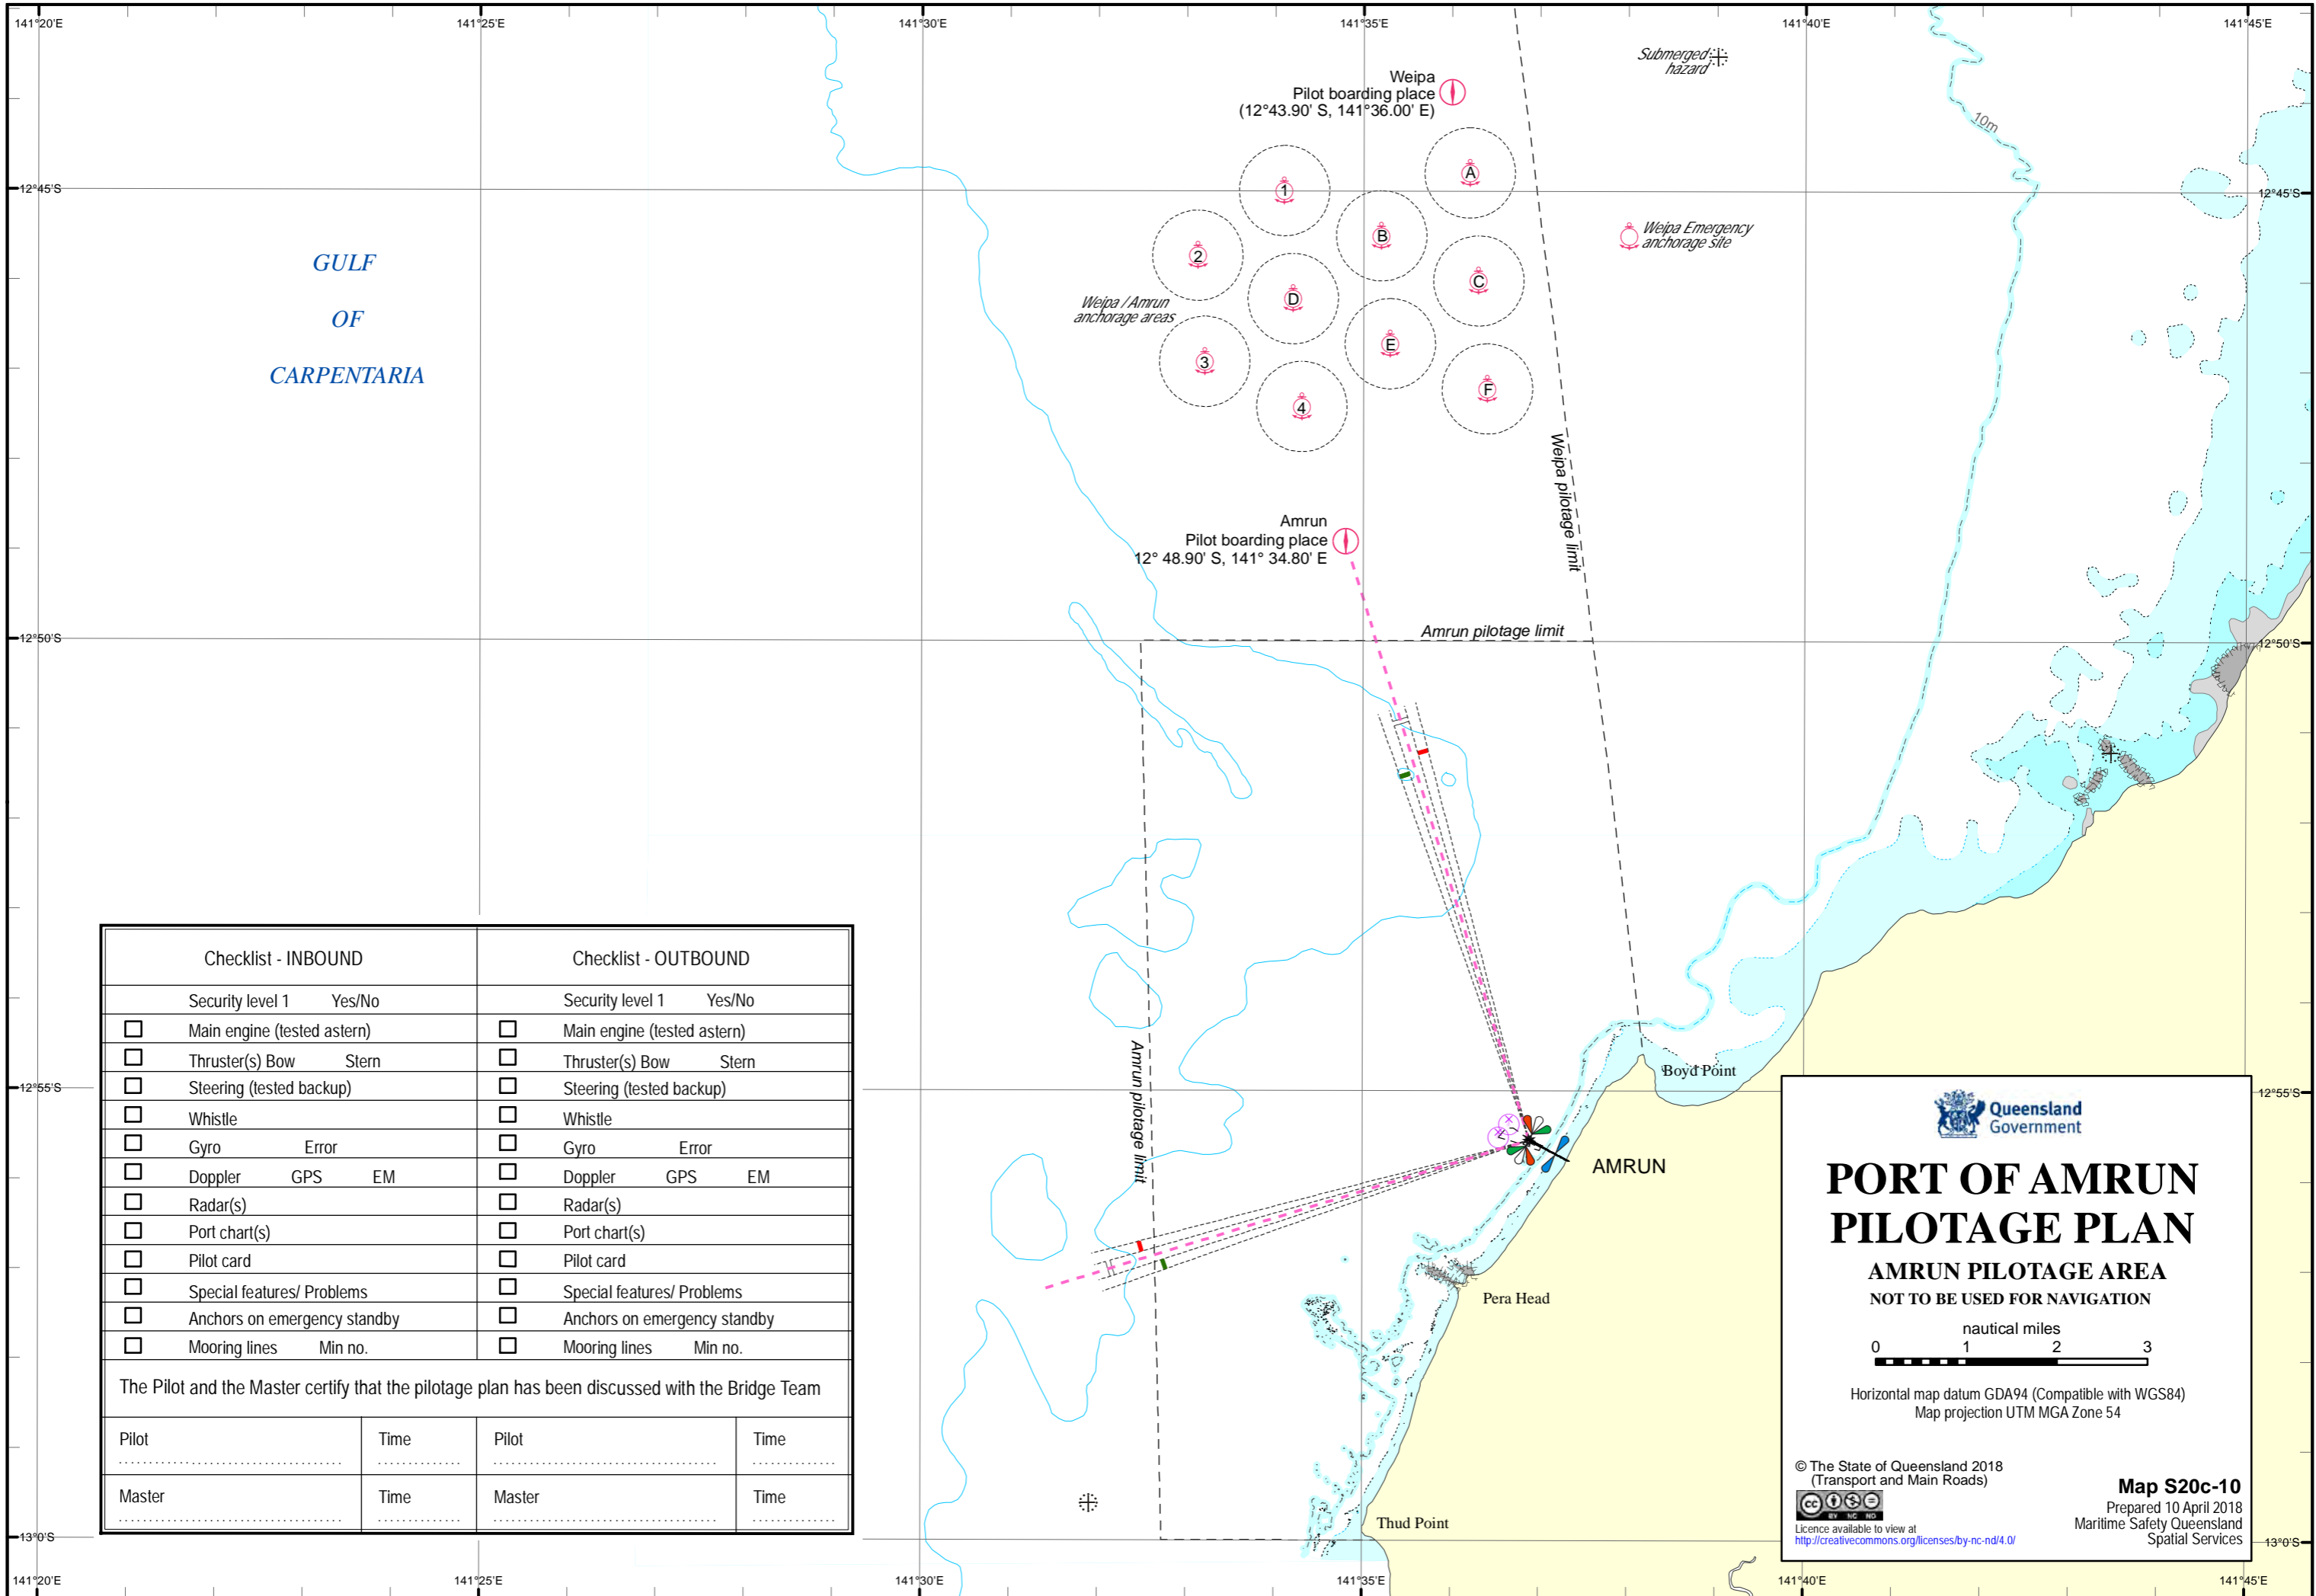 141°20'E
141°25'E
141°30'E
141°35'E
141°40'E
141°45'E
Submerged
hazard
Weipa
Pilot boarding place
(12°43.90' S, 141°36.00' E)
10m
12°45'S
12°45'S
1
A
B
2
C
D
E
3
F
4
Weipa Emergency
anchorage site
GULF
OF
CARPENTARIA
Weipa / Amrun
anchorage areas
Weipa pilotage limit
Amrun
Pilot boarding place
12° 48.90' S, 141° 34.80' E
12°50'S
Amrun pilotage limit
12°50'S
Checklist - INBOUND
Security level 1 Yes/No
Main engine (tested astern)
Thruster(s) Bow Stern
Steering (tested backup)
Whistle
Gyro Error
Doppler GPS EM
Radar(s)
Port chart(s)
Pilot card
Special features/ Problems
Anchors on emergency standby
Mooring lines Min no.
Checklist - OUTBOUND
Security level 1 Yes/No
Main engine (tested astern)
Thruster(s) Bow Stern
Steering (tested backup)
Whistle
Gyro Error
Doppler GPS EM
Radar(s)
Port chart(s)
Pilot card
Special features/ Problems
Anchors on emergency standby
Mooring lines Min no.
The Pilot and the Master certify that the pilotage plan has been discussed with the Bridge Team
Pilot Time Pilot Time
Master Time Master Time
12°55'S
Amrun pilotage limit
Boyd Point
12°55'S
AMRUN
Pera Head
Thud Point
Queensland
Government
PORT OF AMRUN
PILOTAGE PLAN
AMRUN PILOTAGE AREA
NOT TO BE USED FOR NAVIGATION
nautical miles
0 1 2 3
Horizontal map datum GDA94 (Compatible with WGS84)
Map projection UTM MGA Zone 54
© The State of Queensland 2018
(Transport and Main Roads)
cc
BY NC ND
Licence available to view at
http://creativecommons.org/licenses/by-nc-nd/4.0/
Map S20c-10
Prepared 10 April 2018
Maritime Safety Queensland
Spatial Services
13°0'S
13°0'S
141°20'E
141°25'E
141°30'E
141°35'E
141°40'E
141°45'E